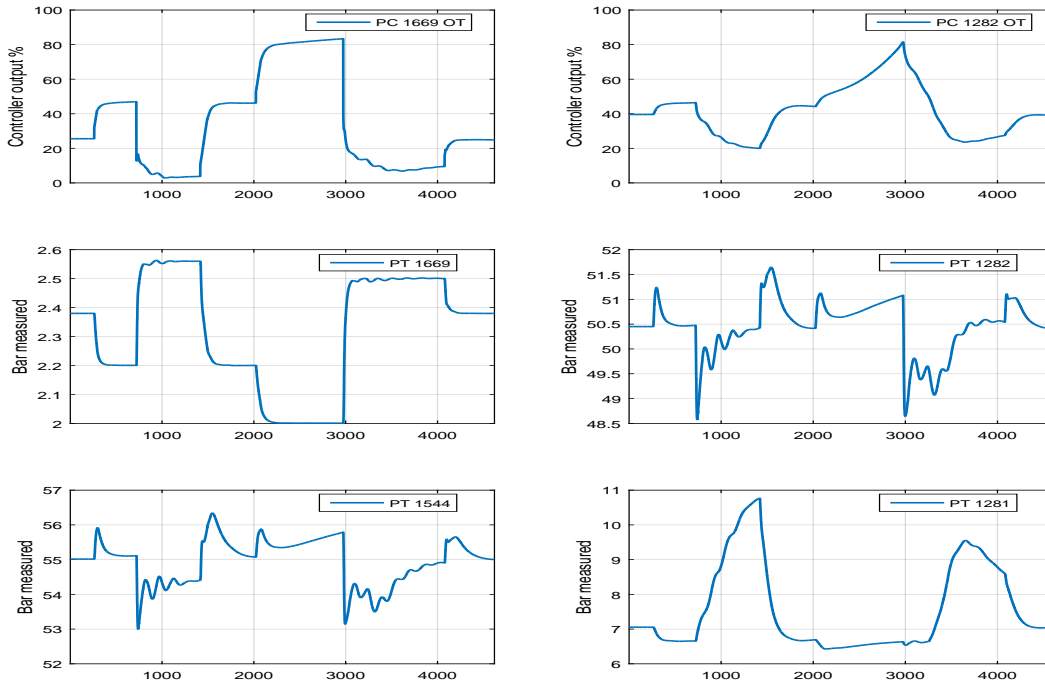 100
80
60
40
20
0
Controller output %
PC 1669 OT
1000 2000 3000 4000
100
80
60
40
20
0
Controller output %
PC 1282 OT
1000 2000 3000 4000
2.6
2.5
2.4
2.3
2.2
2.1
2
Bar measured
PT 1669
1000 2000 3000 4000
52
51.5
51
50.5
50
49.5
49
48.5
Bar measured
PT 1282
1000 2000 3000 4000
57
56
55
54
53
52
Bar measured
PT 1544
1000 2000 3000 4000
11
10
9
8
7
6
Bar measured
PT 1281
1000 2000 3000 4000